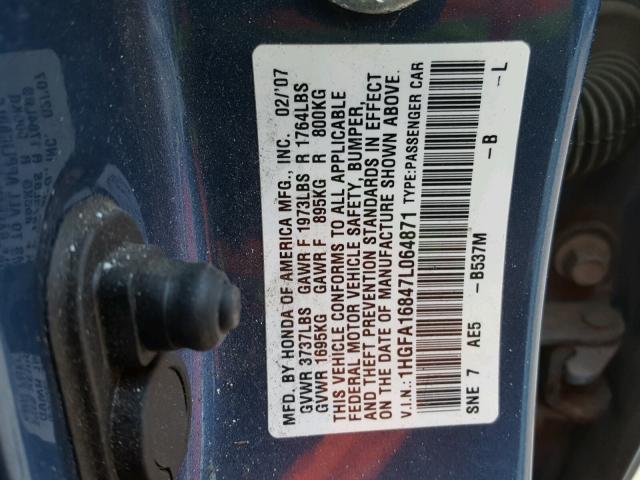 MFD. BY HONDA OF AMERICA MFG., INC. 02/'07
GVWR 3737LBS GAWR F 1973LBS R 1764LBS
GVWR 1695KG GAWR F 895KG R 800KG
THIS VEHICLE CONFORMS TO ALL APPLICABLE
FEDERAL MOTOR VEHICLE SAFETY, BUMPER,
AND THEFT PREVENTION STANDARDS IN EFFECT
ON THE DATE OF MANUFACTURE SHOWN ABOVE.
V.I.N.: 1HGFA16847L064871 TYPE:PASSENGER CAR
SNE 7 AE5 -B537M -B -L